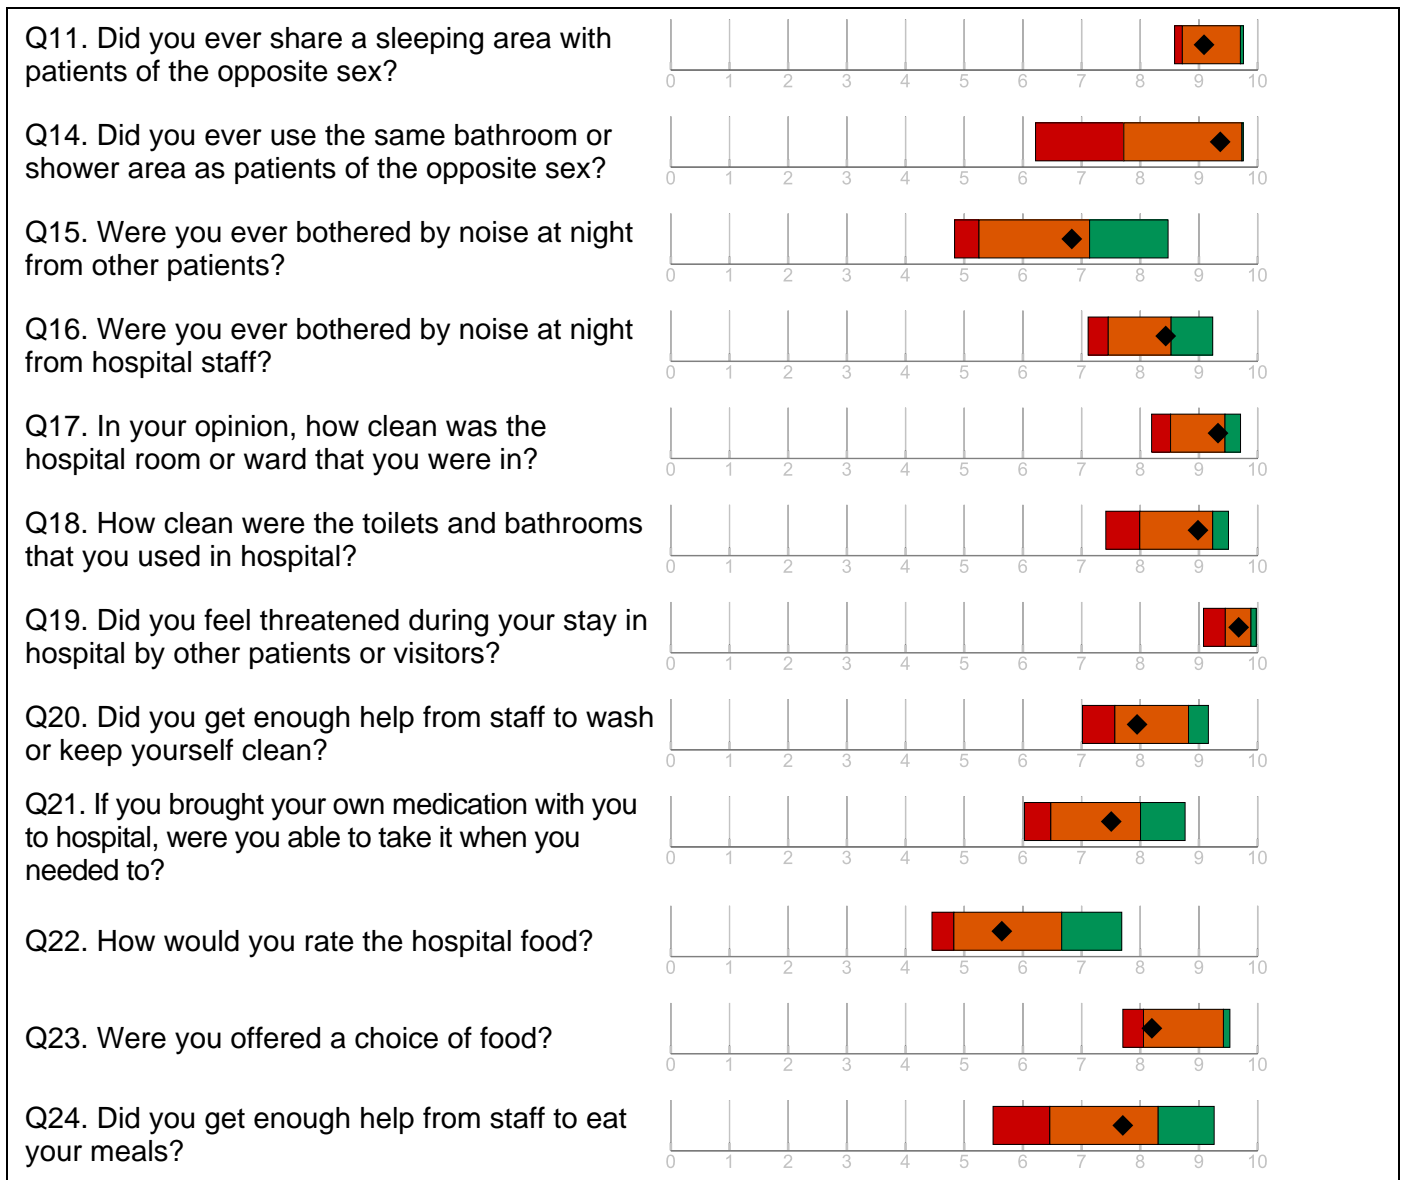 Q11. Did you ever share a sleeping area with
patients of the opposite sex?
0 1 2 3 4 5 6 7 8 9 10
Q14. Did you ever use the same bathroom or
shower area as patients of the opposite sex?
0 1 2 3 4 5 6 7 8 9 10
Q15. Were you ever bothered by noise at night
from other patients?
0 1 2 3 4 5 6 7 8 9 10
Q16. Were you ever bothered by noise at night
from hospital staff?
0 1 2 3 4 5 6 7 8 9 10
Q17. In your opinion, how clean was the
hospital room or ward that you were in?
0 1 2 3 4 5 6 7 8 9 10
Q18. How clean were the toilets and bathrooms
that you used in hospital?
0 1 2 3 4 5 6 7 8 9 10
Q19. Did you feel threatened during your stay in
hospital by other patients or visitors?
0 1 2 3 4 5 6 7 8 9 10
Q20. Did you get enough help from staff to wash
or keep yourself clean?
0 1 2 3 4 5 6 7 8 9 10
Q21. If you brought your own medication with you
to hospital, were you able to take it when you
needed to?
0 1 2 3 4 5 6 7 8 9 10
Q22. How would you rate the hospital food?
0 1 2 3 4 5 6 7 8 9 10
Q23. Were you offered a choice of food?
0 1 2 3 4 5 6 7 8 9 10
Q24. Did you get enough help from staff to eat
your meals?
0 1 2 3 4 5 6 7 8 9 10